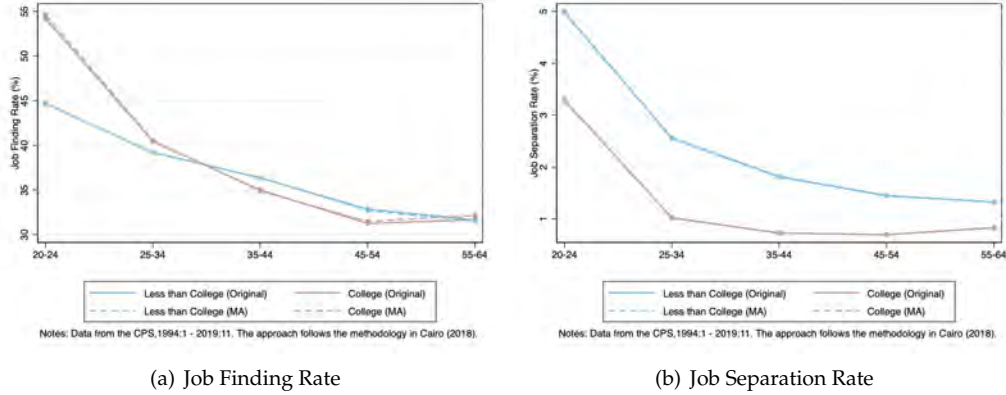 Job Finding Rate (%)
55
50
45
40
35
30
20-24 25-34 35-44 45-54 55-64
Less than College (Original) College (Original)
Less than College (MA) College (MA)
Notes: Data from the CPS,1994:1 - 2019:11. The approach follows the methodology in Cairo (2018).
(a) Job Finding Rate
Job Separation Rate (%)
5
4
3
2
1
20-24 25-34 35-44 45-54 55-64
Less than College (Original) College (Original)
Less than College (MA) College (MA)
Notes: Data from the CPS,1994:1 - 2019:11. The approach follows the methodology in Cairo (2018).
(b) Job Separation Rate